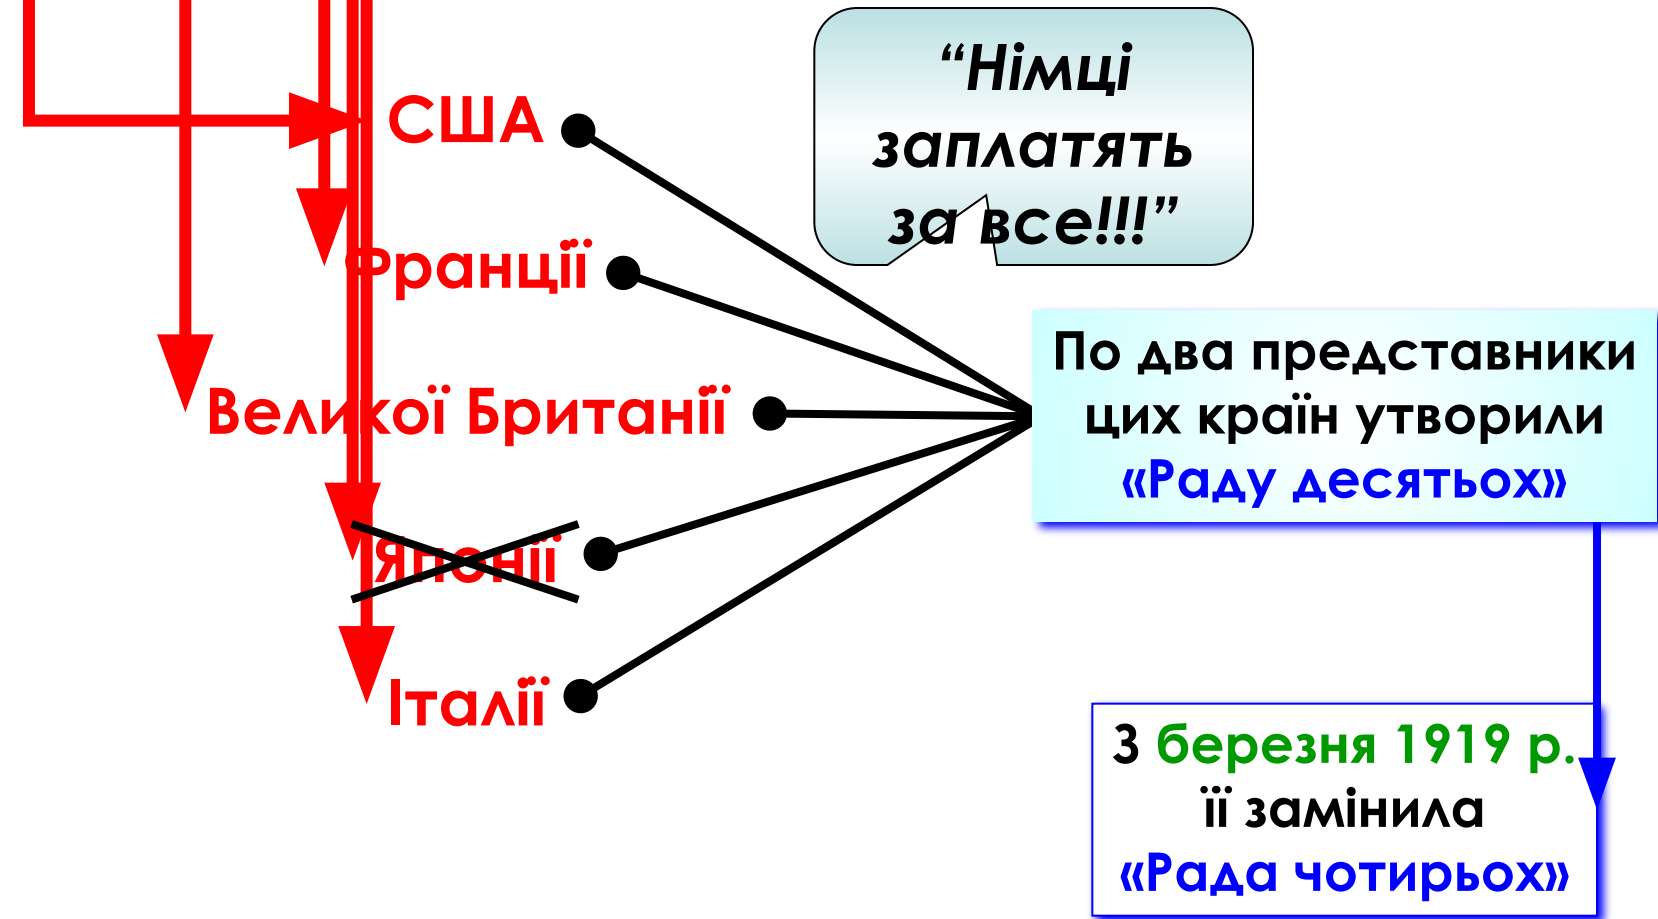 “Німці
заплатять
за все!!!”
США
Франції
Великої Британії
Японії
Італії
По два представники
цих країн утворили
«Раду десятьох»
З березня 1919 р.
її замінила
«Рада чотирьох»